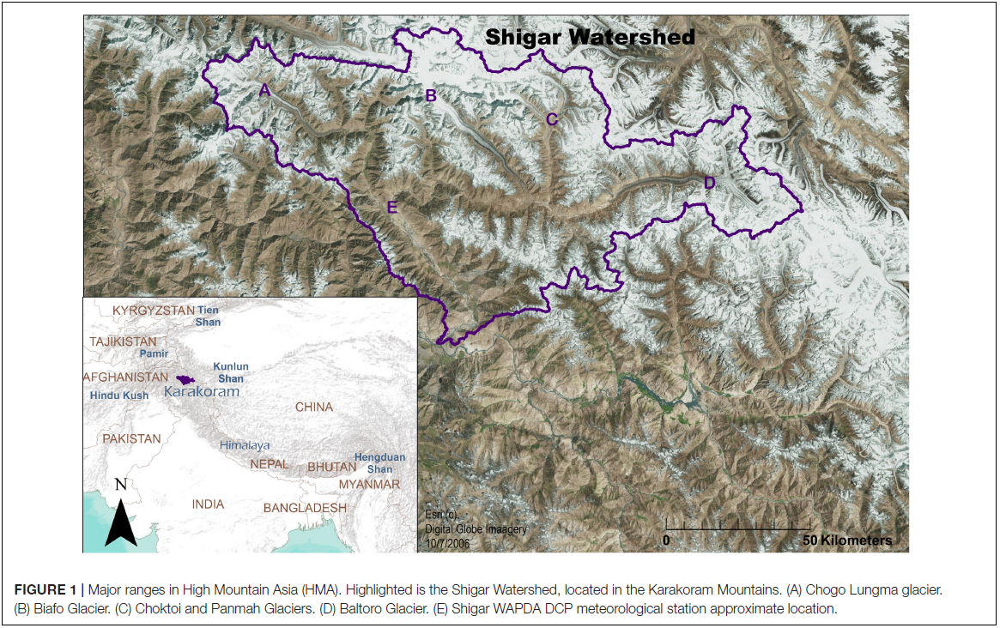 Shigar Watershed
A
B
C
D
E
KYRGYZSTAN
Tien
Shan
TAJIKISTAN
Pamir
AFGHANISTAN
Kunlun
Shan
Hindu Kush
Karakoram
CHINA
PAKISTAN
Himalaya
NEPAL
BHUTAN
Hengduan
Shan
MYANMAR
N
INDIA
BANGLADESH
Esri (c)
Digital Globe Imaagery
10/7/2006
0
50 Kilometers
FIGURE 1 | Major ranges in High Mountain Asia (HMA). Highlighted is the Shigar Watershed, located in the Karakoram Mountains. (A) Chogo Lungma glacier.
(B) Biafo Glacier. (C) Choktoi and Panmah Glaciers. (D) Baltoro Glacier. (E) Shigar WAPDA DCP meteorological station approximate location.